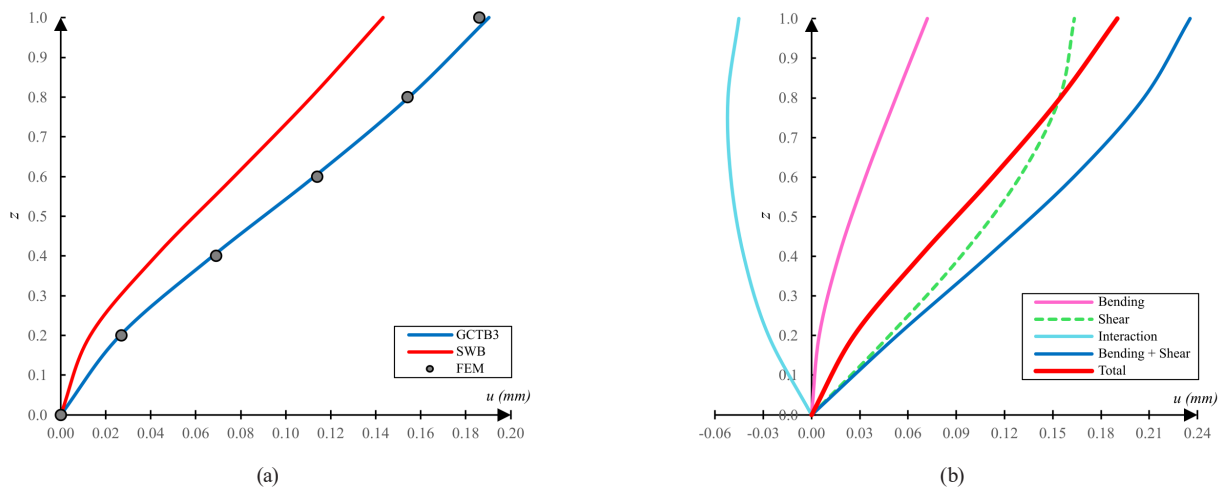 1.0
0.9
0.8
0.7
0.6
0.5
0.4
0.3
0.2
0.1
0.0
z
0.00 0.02 0.04 0.06 0.08 0.10 0.12 0.14 0.16 0.18 0.20
u (mm)
GCTB3
SWB
FEM
(a)
1.0
0.9
0.8
0.7
0.6
0.5
0.4
0.3
0.2
0.1
0.0
z
-0.06 -0.03 0.00 0.03 0.06 0.09 0.12 0.15 0.18 0.21 0.24
u (mm)
Bending
Shear
Interaction
Bending + Shear
Total
(b)